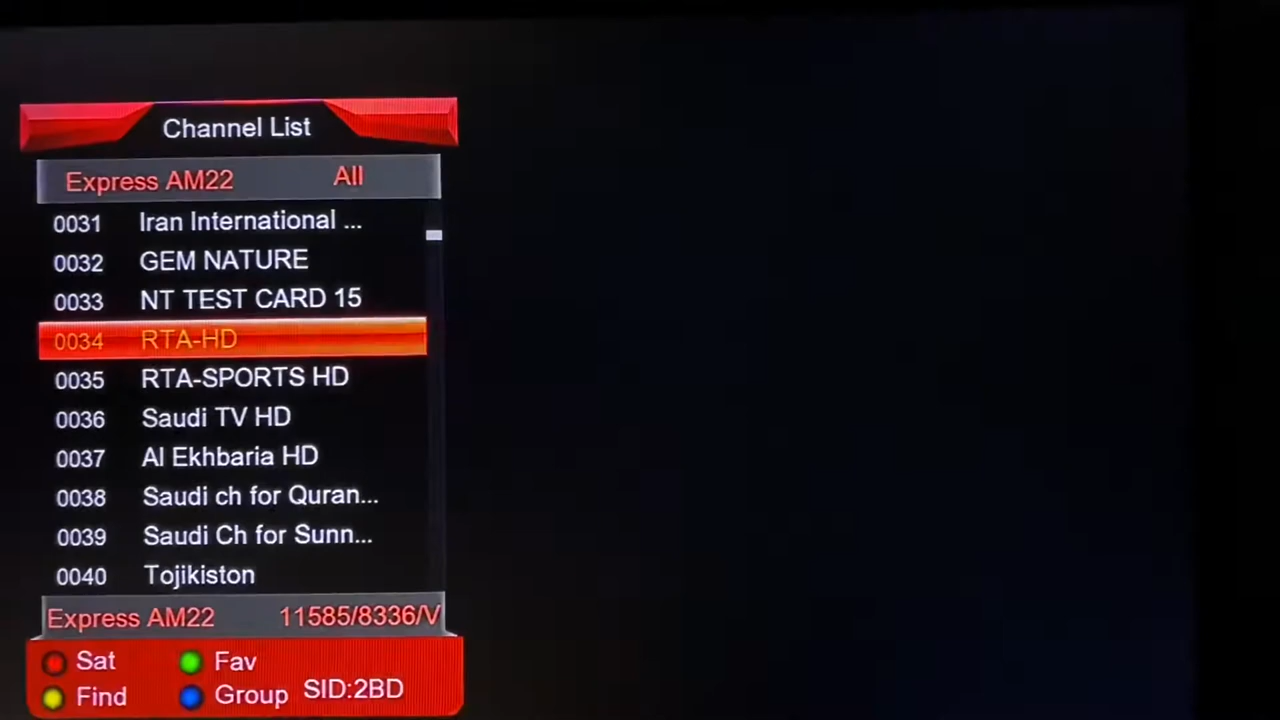 Channel List
Express AM22 All
0031 Iran International ...
0032 GEM NATURE
0033 NT TEST CARD 15
0034 RTA-HD
0035 RTA-SPORTS HD
0036 Saudi TV HD
0037 Al Ekhbaria HD
0038 Saudi ch for Quran...
0039 Saudi Ch for Sunn...
0040 Tojikiston
Express AM22 11585/8336/V
Sat Fav
Find Group SID:2BD